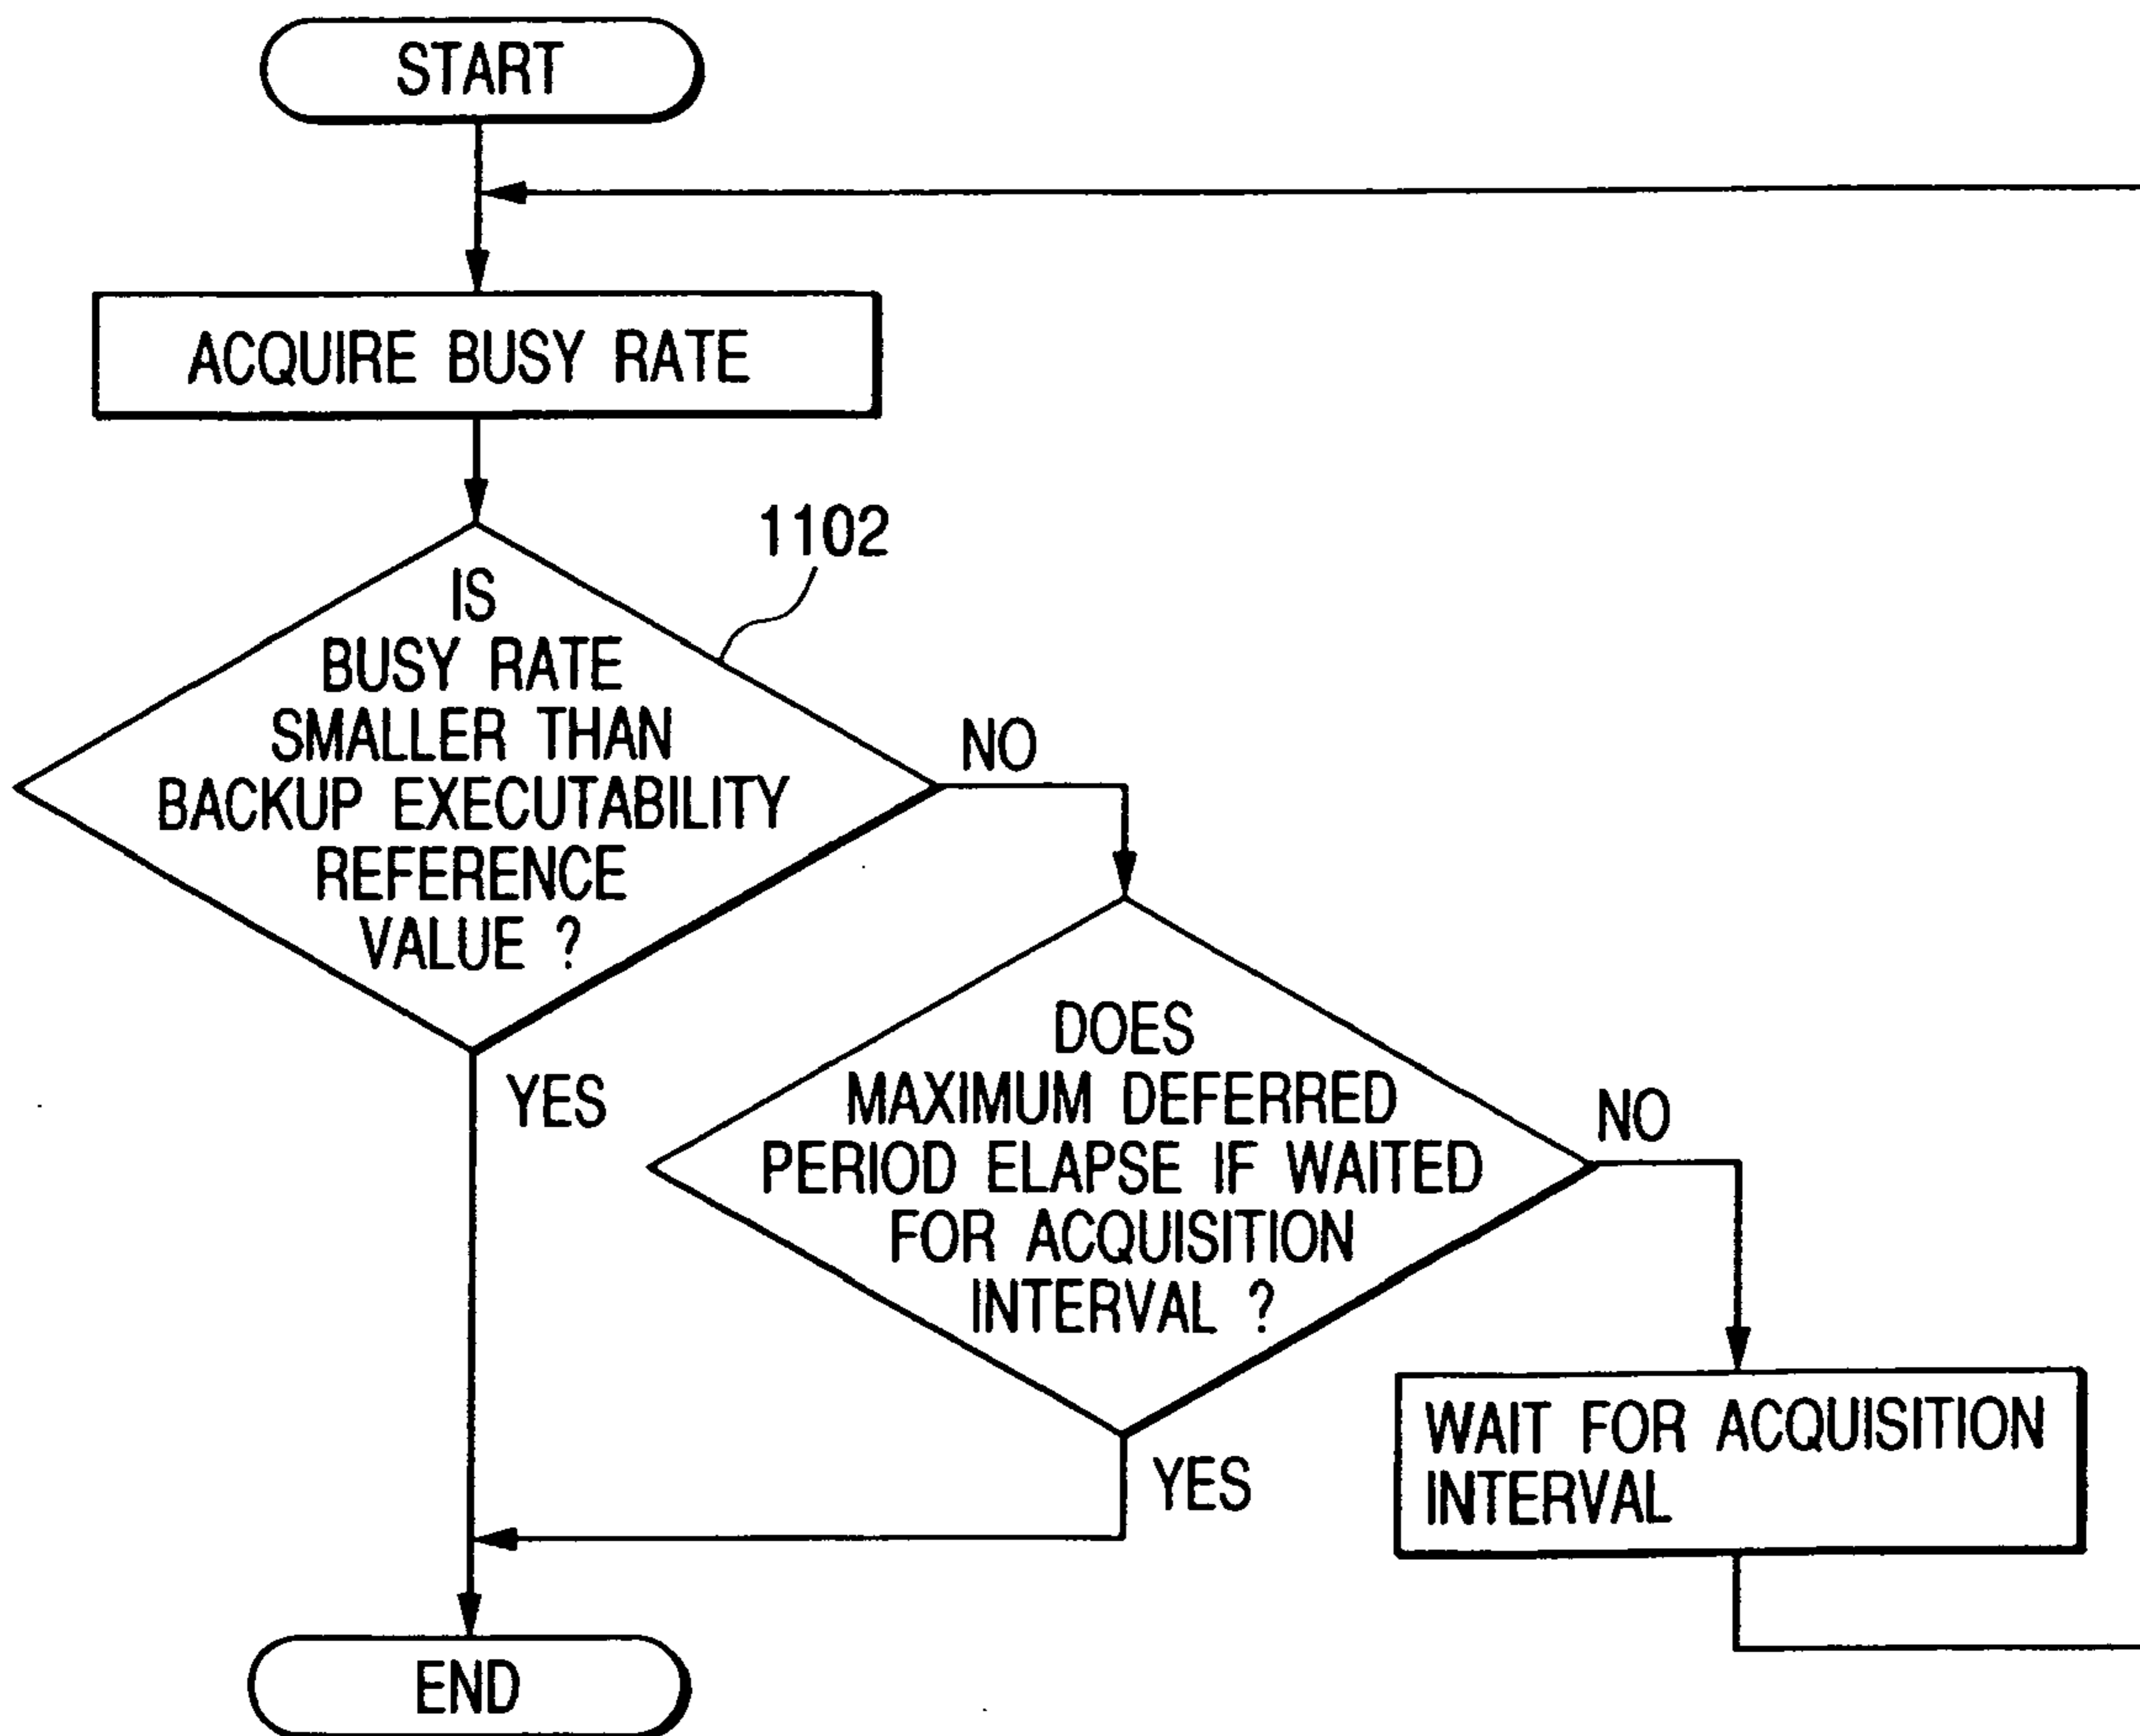 START
ACQUIRE BUSY RATE
1102
IS
BUSY RATE
SMALLER THAN
BACKUP EXECUTABILITY
REFERENCE
VALUE ?
NO
YES
DOES
MAXIMUM DEFERRED
PERIOD ELAPSE IF WAITED
FOR ACQUISITION
INTERVAL ?
NO
YES
WAIT FOR ACQUISITION
INTERVAL
END